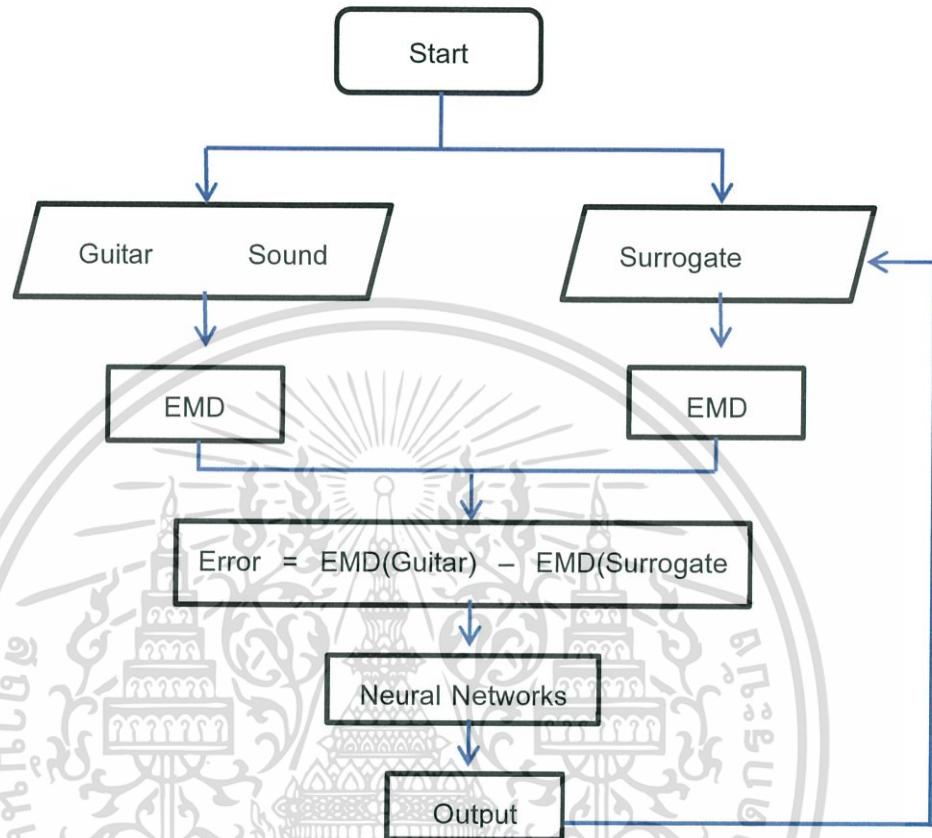 Start
Guitar Sound
Surrogate
EMD
EMD
Error = EMD(Guitar) – EMD(Surrogate
Neural Networks
Output